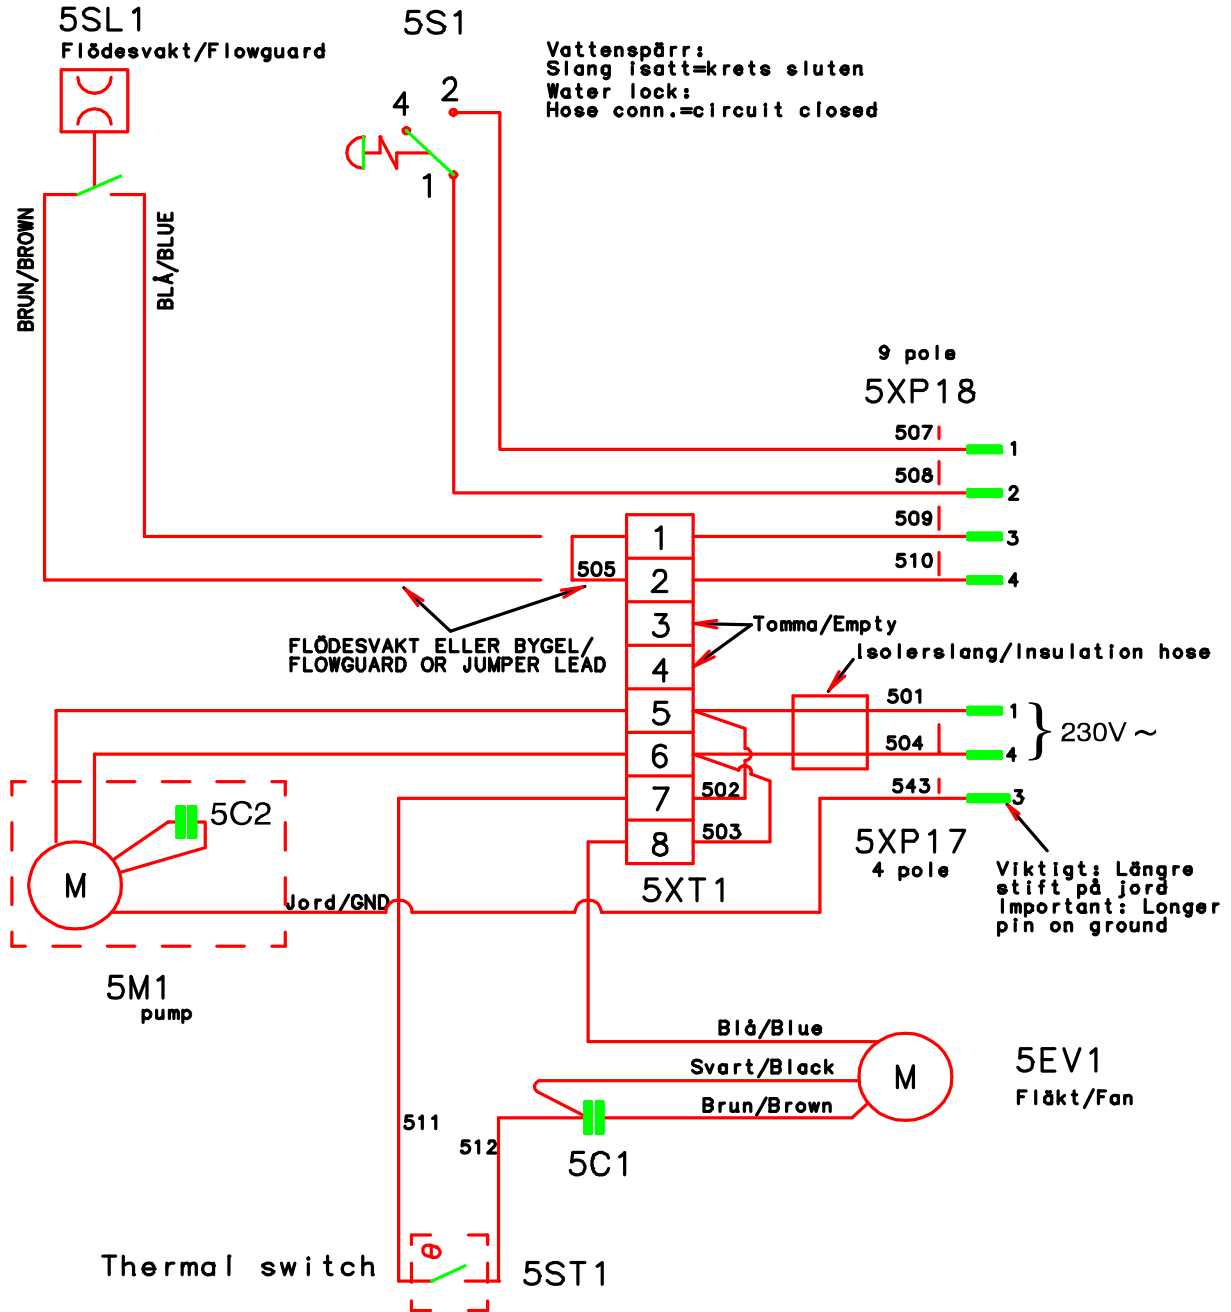 5SL1
Flödesvakt/Flowguard
5S1
Vattenspärr:
Slang isatt=krets sluten
Water lock:
Hose conn.=circuit closed
4
2
1
BRUN/BROWN
BLÅ/BLUE
9 pole
5XP18
507
1
508
2
509
3
510
4
1
2
3
4
5
6
7
8
505
FLÖDESVAKT ELLER BYGEL/
FLOWGUARD OR JUMPER LEAD
Tomma/Empty
Isolerslang/Insulation hose
501
1
504
4
230V ~
543
3
502
503
5XT1
5XP17
4 pole
Viktigt: Längre
stift på jord
Important: Longer
pin on ground
5C2
M
Jord/GND
5M1
pump
Blå/Blue
Svart/Black
Brun/Brown
M
5EV1
Fläkt/Fan
511
512
5C1
Thermal switch
θ
5ST1